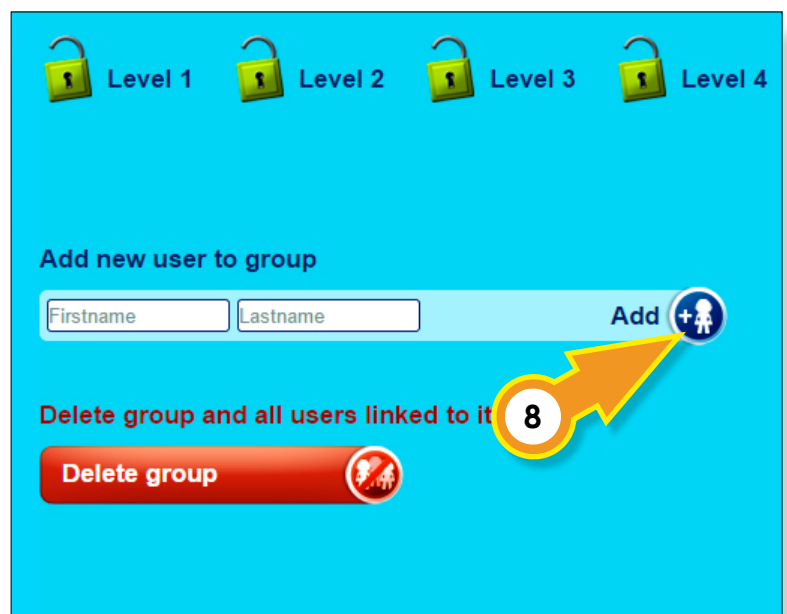 Level 1 Level 2 Level 3 Level 4
Add new user to group
Firstname Lastname Add
Delete group and all users linked to it
8
Delete group